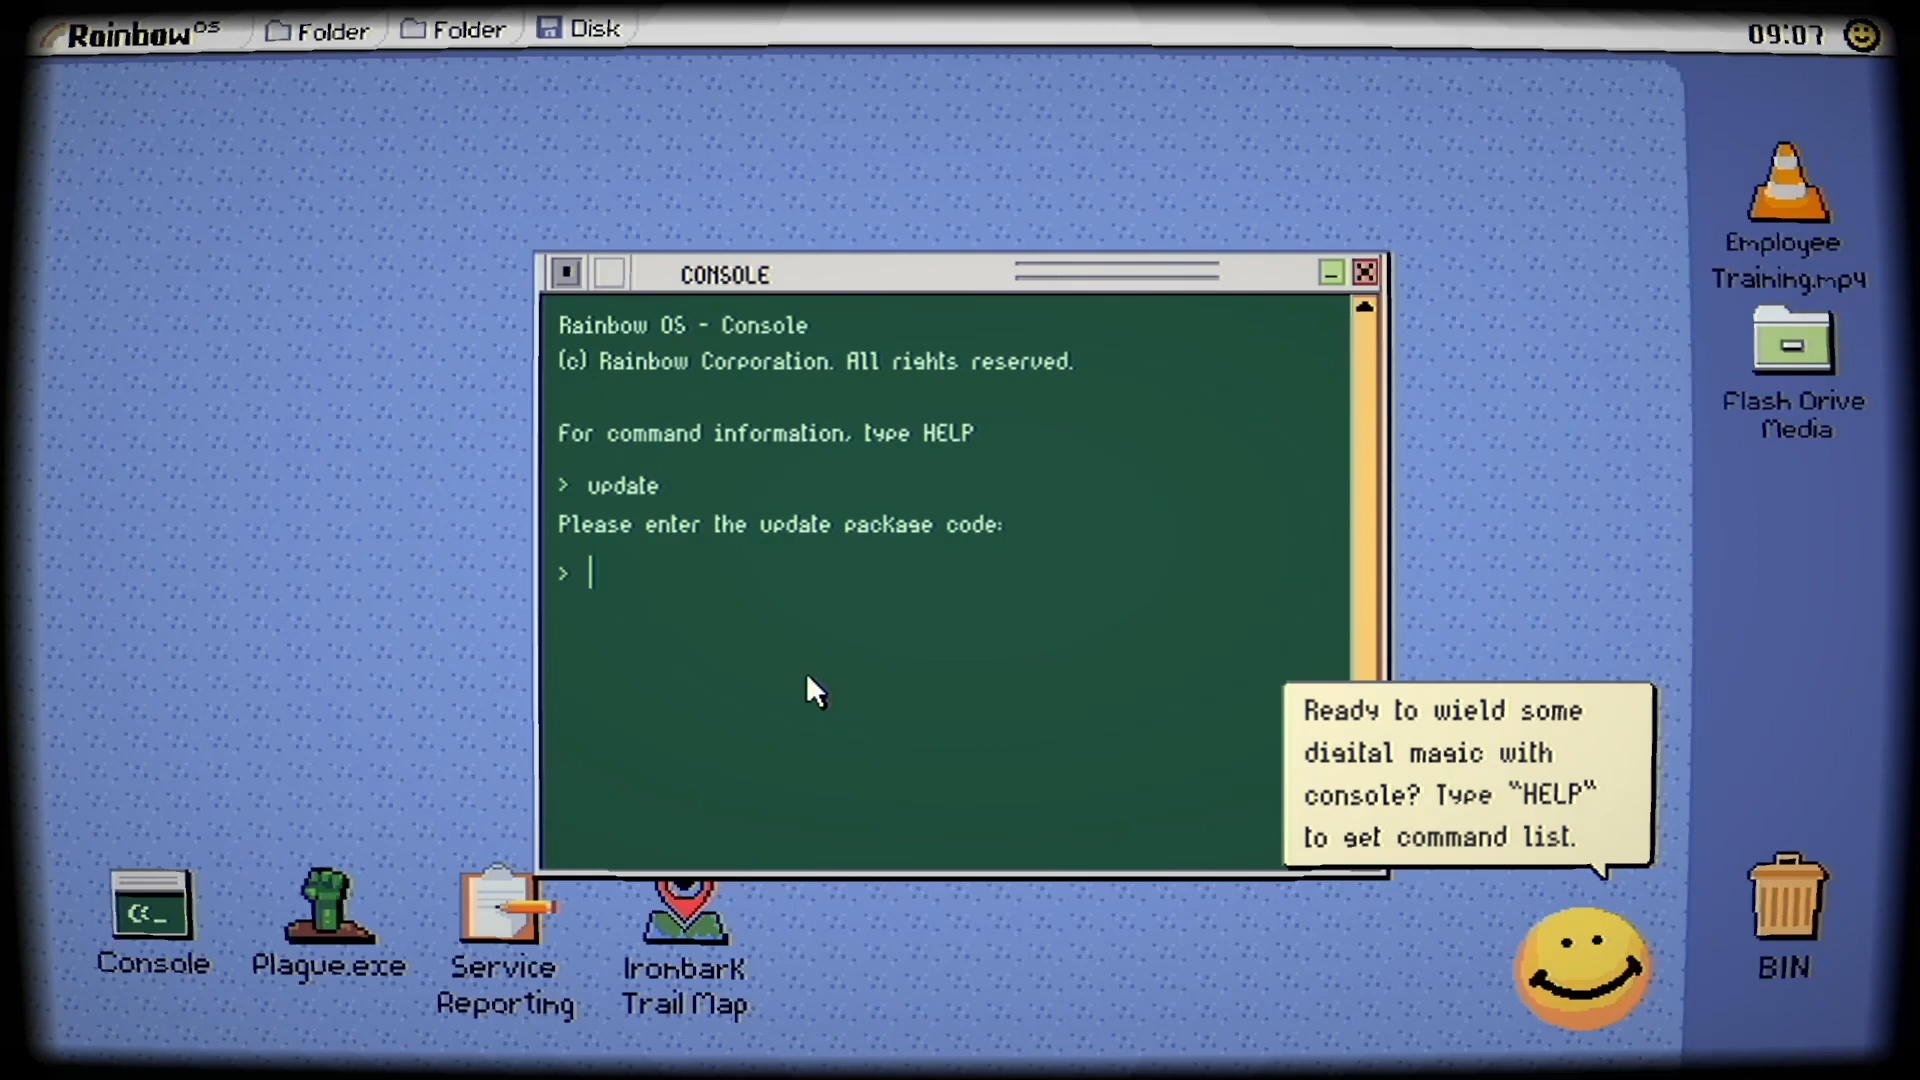 Rainbow OS
Folder
Folder
Disk
09:07
Employee
Training.mp4
Flash Drive
Media
CONSOLE
Rainbow OS - Console
(c) Rainbow Corporation. All rights reserved.
For command information, type HELP
> update
Please enter the update package code:
>
Ready to wield some
digital magic with
console? Type "HELP"
to get command list.
Console
Plague.exe
Service
Reporting
Ironbark
Trail Map
BIN